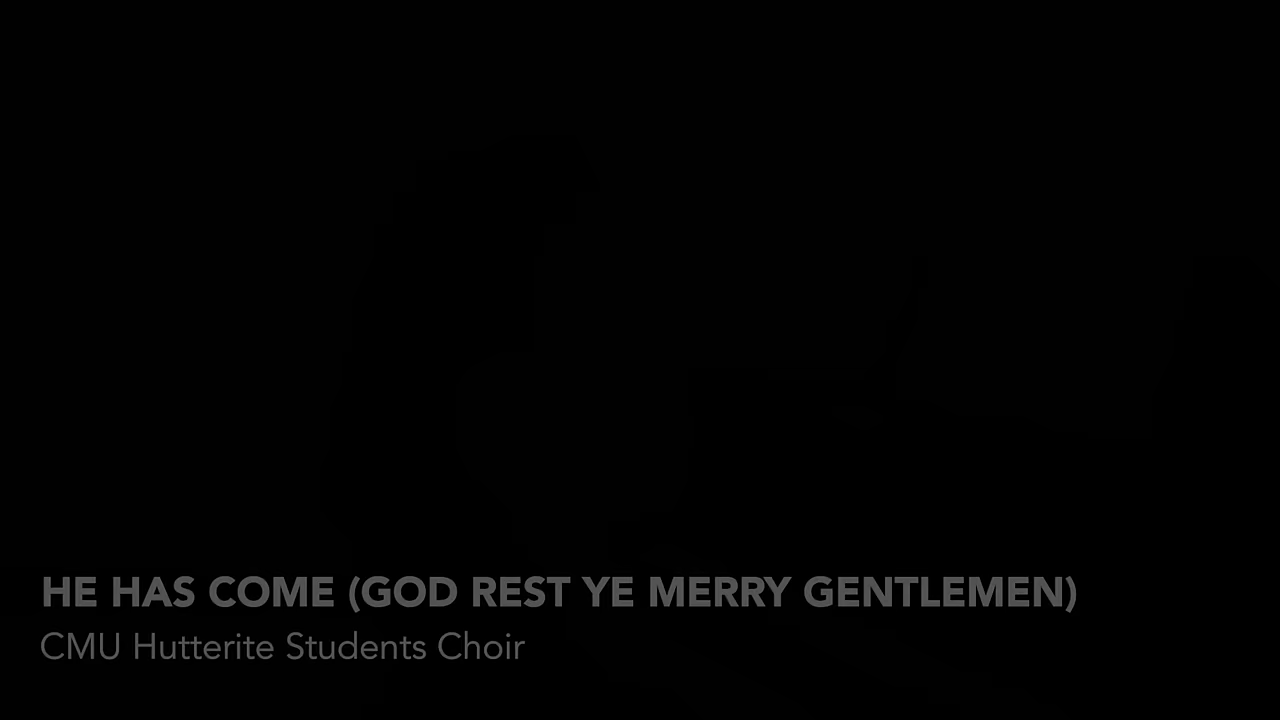 HE HAS COME (GOD REST YE MERRY GENTLEMEN)
CMU Hutterite Students Choir